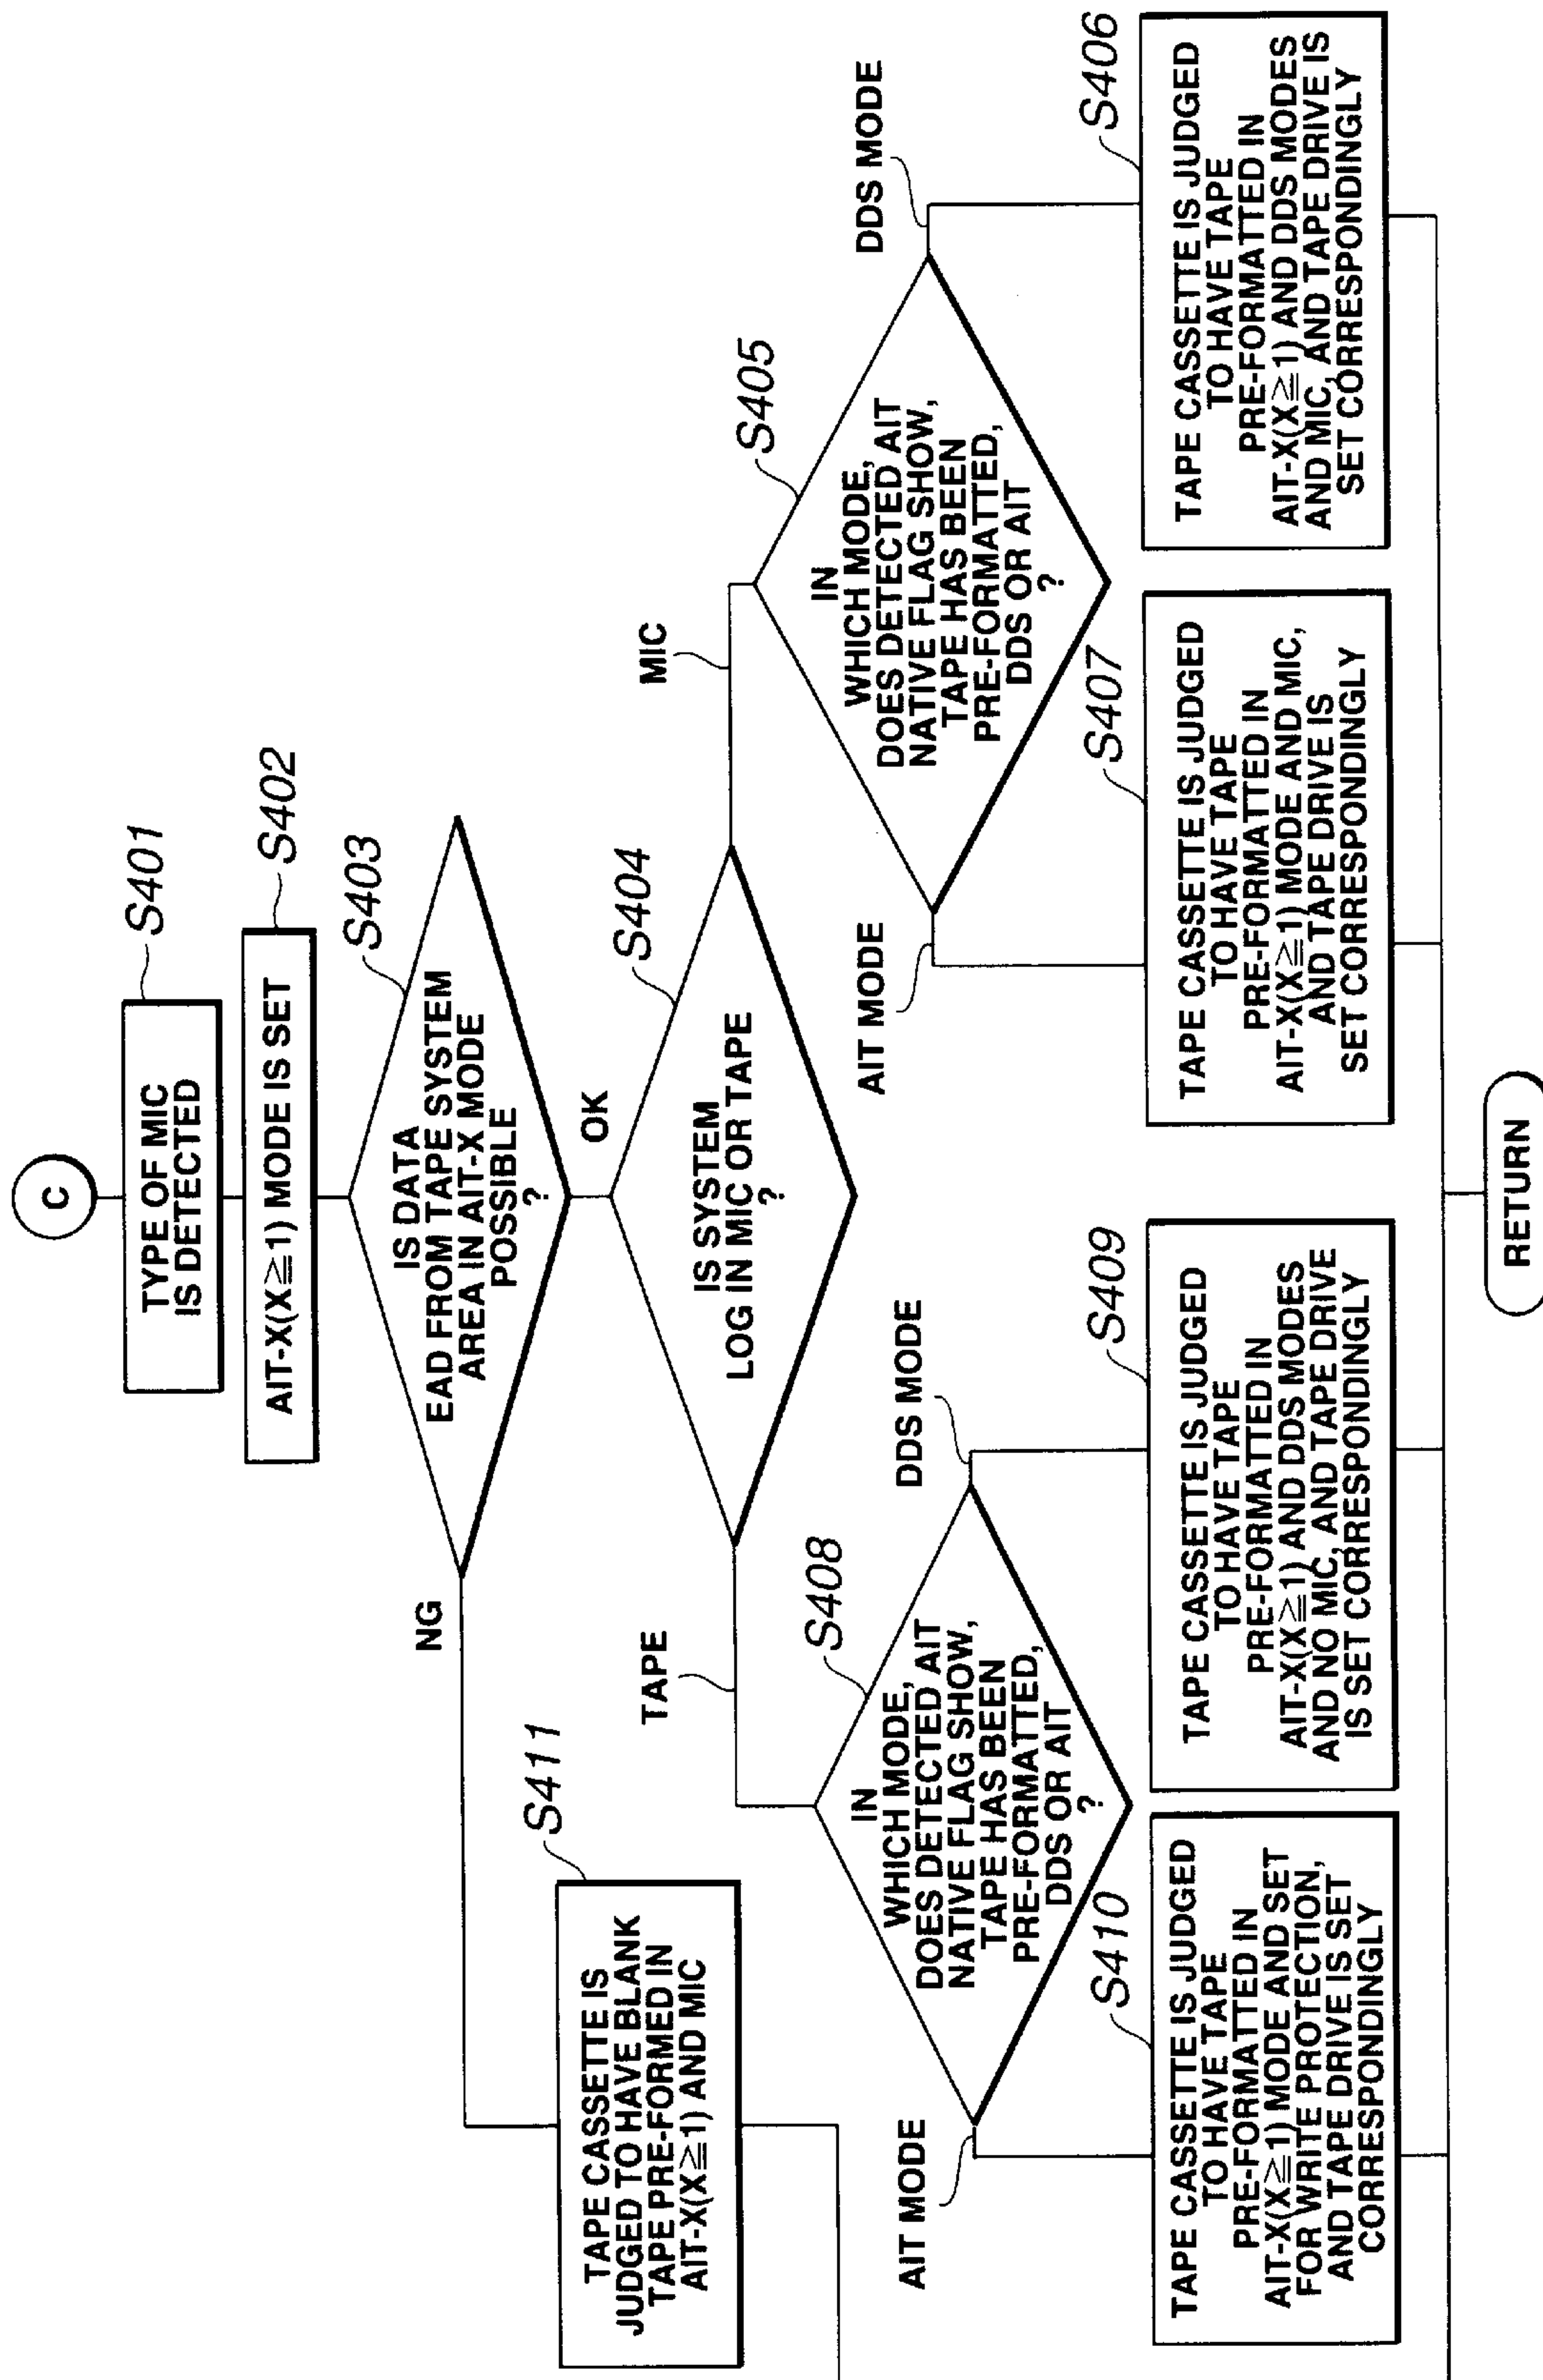 C
S401
TYPE OF MIC
IS DETECTED
S402
AIT-X(X≧1) MODE IS SET
S403
IS DATA
EAD FROM TAPE SYSTEM
AREA IN AIT-X MODE
POSSIBLE
?
NG
OK
S404
IS SYSTEM
LOG IN MIC OR TAPE
?
TAPE
MIC
S411
TAPE CASSETTE IS
JUDGED TO HAVE BLANK
TAPE PRE-FORMED IN
AIT-X(X≧1) AND MIC
S408
IN
WHICH MODE,
DOES DETECTED AIT
NATIVE FLAG SHOW,
TAPE HAS BEEN
PRE-FORMATTED,
DDS OR AIT
?
AIT MODE
DDS MODE
S405
IN
WHICH MODE,
DOES DETECTED AIT
NATIVE FLAG SHOW,
TAPE HAS BEEN
PRE-FORMATTED,
DDS OR AIT
?
AIT MODE
DDS MODE
S410
TAPE CASSETTE IS JUDGED
TO HAVE TAPE
PRE-FORMATTED IN
AIT-X(X≧1) MODE AND SET
FOR WRITE PROTECTION,
AND TAPE DRIVE IS SET
CORRESPONDINGLY
S409
TAPE CASSETTE IS JUDGED
TO HAVE TAPE
PRE-FORMATTED IN
AIT-X(X≧1) AND DDS MODES
AND NO MIC, AND TAPE DRIVE
IS SET CORRESPONDINGLY
S407
TAPE CASSETTE IS JUDGED
TO HAVE TAPE
PRE-FORMATTED IN
AIT-X(X≧1) MODE AND MIC,
AND TAPE DRIVE IS
SET CORRESPONDINGLY
S406
TAPE CASSETTE IS JUDGED
TO HAVE TAPE
PRE-FORMATTED IN
AIT-X(X≧1) AND DDS MODES
AND MIC, AND TAPE DRIVE IS
SET CORRESPONDINGLY
RETURN